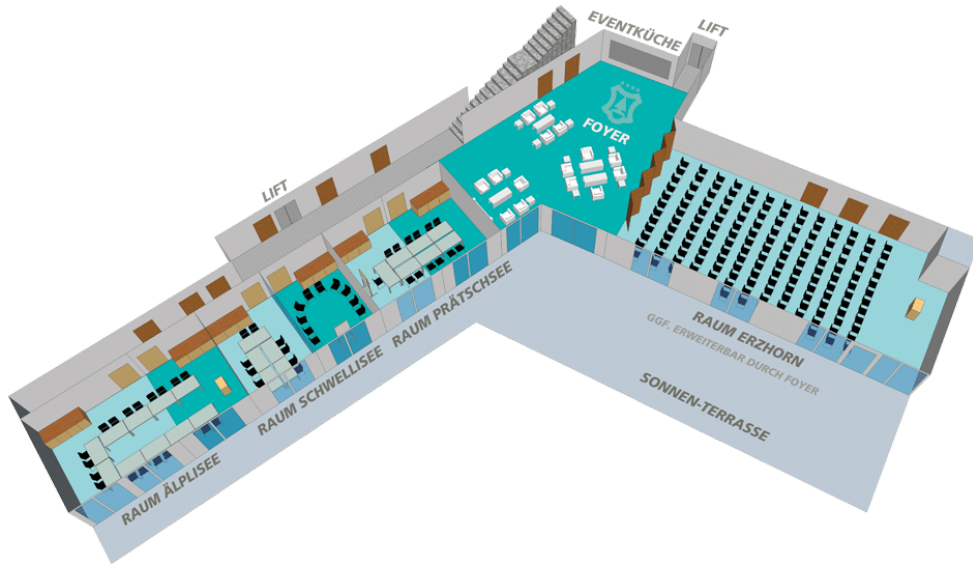 EVENTKÜCHE
LIFT
FOYER
LIFT
RAUM PRÄTSCHSEE
RAUM ERZHORN
GGF. ERWEITERBAR DURCH FOYER
RAUM SCHWELLISEE
SONNEN-TERRASSE
RAUM ÄLPLISEE